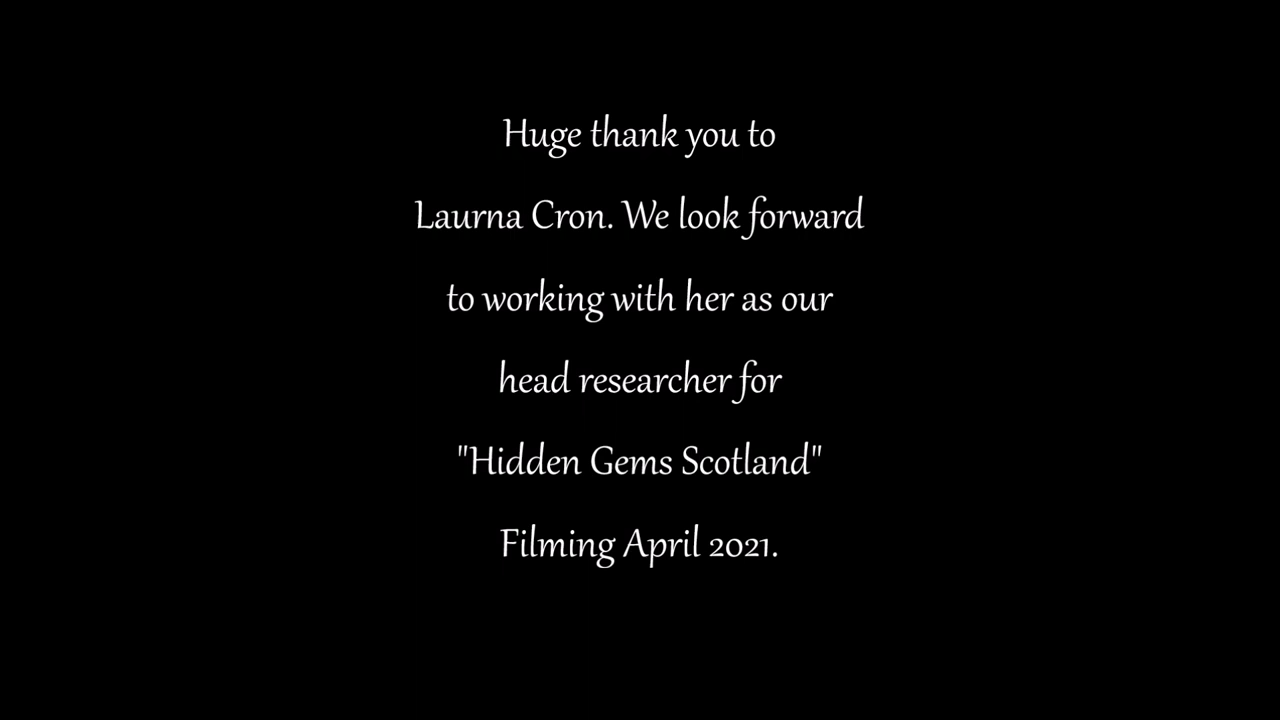 Huge thank you to
Laurna Cron. We look forward
to working with her as our
head researcher for
"Hidden Gems Scotland"
Filming April 2021.